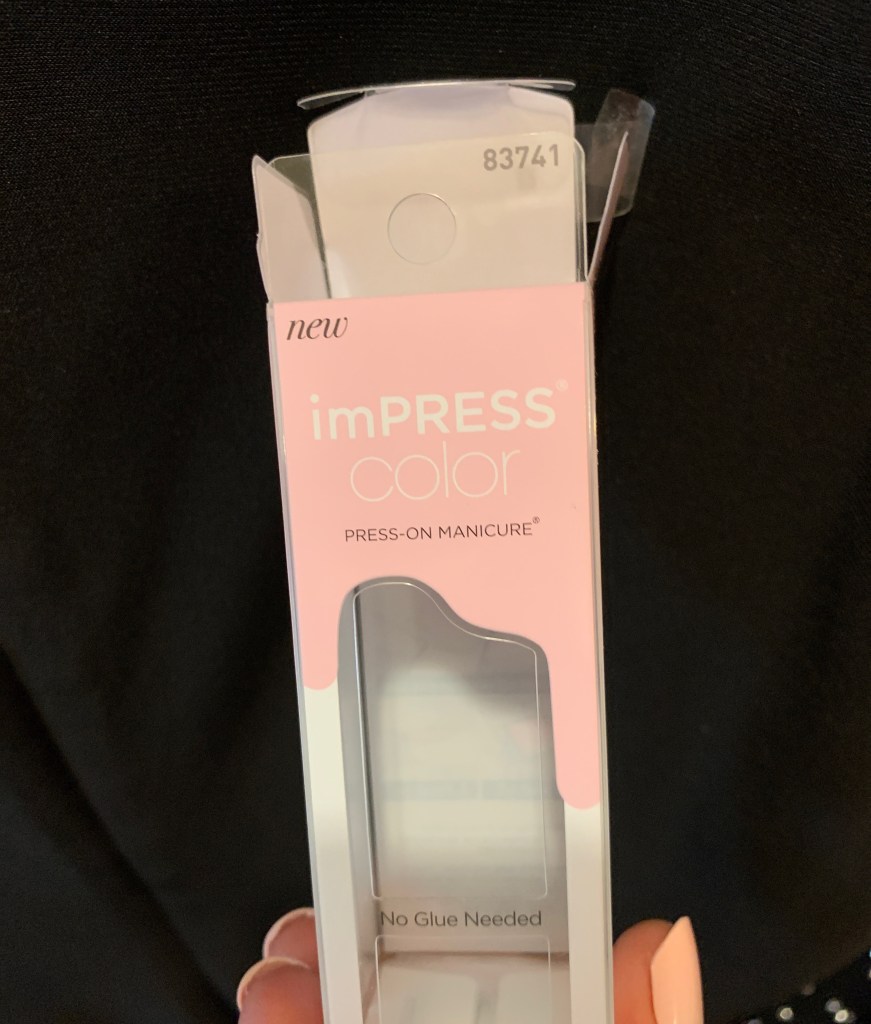 83741
new
imPRESS®
color
PRESS-ON MANICURE®
No Glue Needed